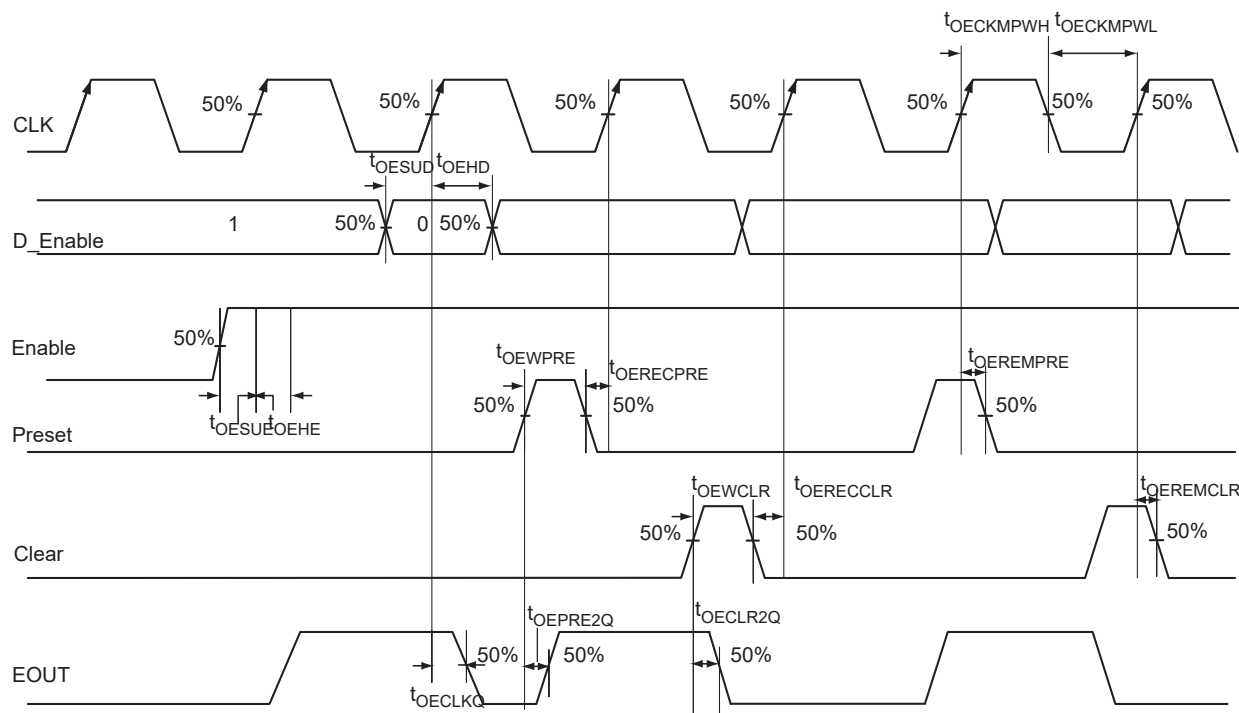 tOECKMPWH tOECKMPWL
50% 50% 50% 50% 50% 50% 50%
CLK
tOESUD tOEHD
1 50% 0 50%
D_Enable
50%
Enable
tOESUE tOEHE
tOEWPRE tOERECPRE tOEREMPRE
50% 50% 50%
Preset
tOEWCLR tOERECCLR tOEREMCLR
50% 50% 50%
Clear
tOEPRE2Q tOECLR2Q
50% 50% 50%
EOUT
tOECLKQ